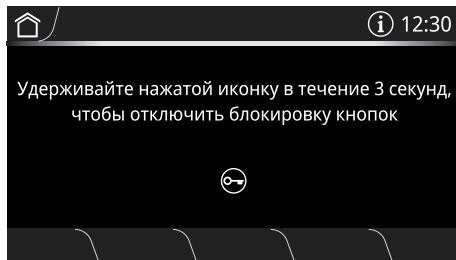 12:30
Удерживайте нажатой иконку в течение 3 секунд,
чтобы отключить блокировку кнопок